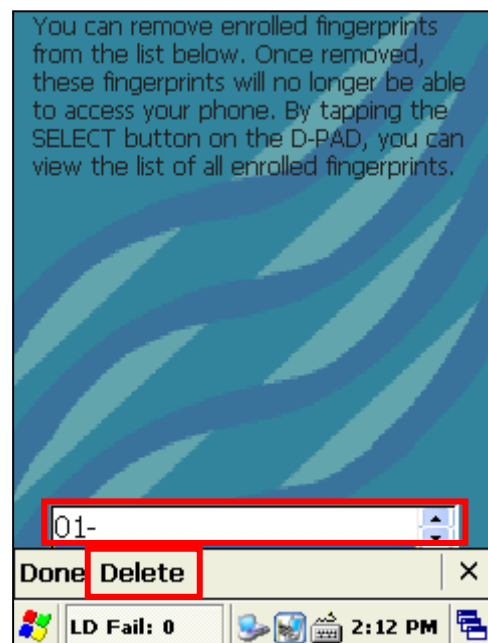 You can remove enrolled fingerprints
from the list below. Once removed,
these fingerprints will no longer be able
to access your phone. By tapping the
SELECT button on the D-PAD, you can
view the list of all enrolled fingerprints.
01-
Done Delete ×
LD Fail: 0 2:12 PM